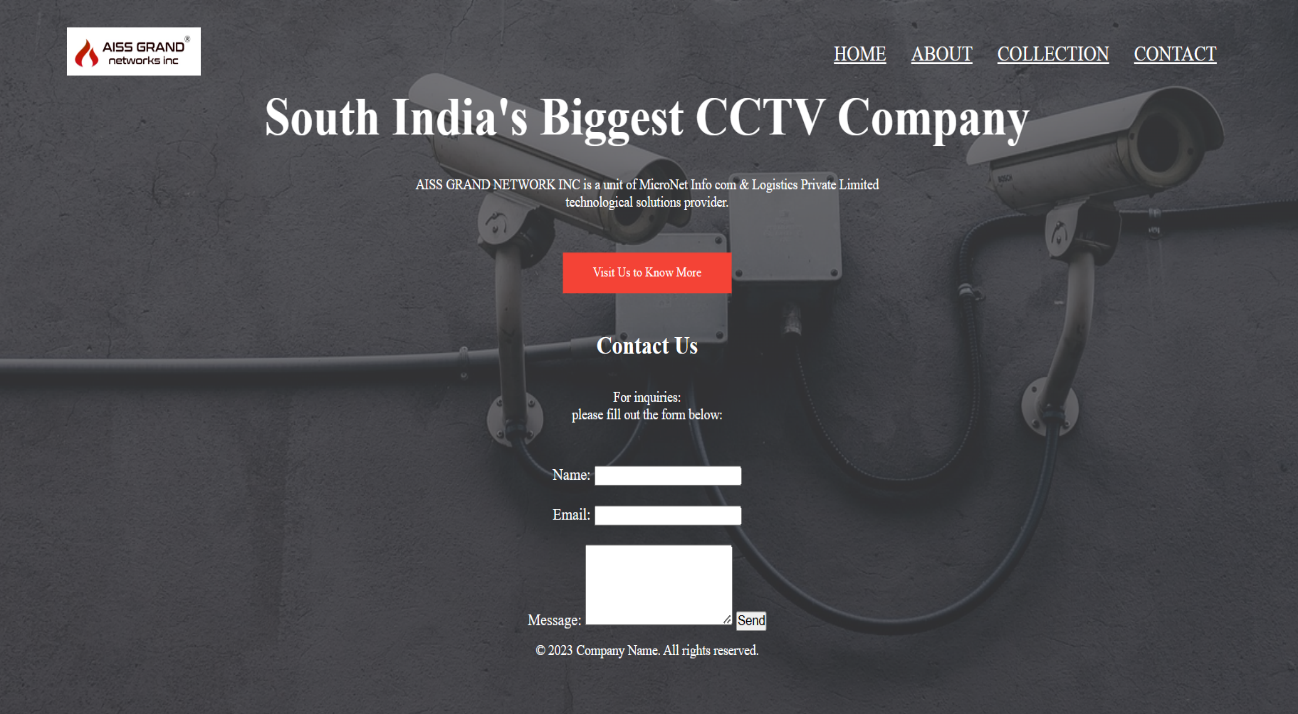 AISS GRAND®
networks inc
HOME ABOUT COLLECTION CONTACT
South India's Biggest CCTV Company
AISS GRAND NETWORK INC is a unit of MicroNet Info com & Logistics Private Limited
technological solutions provider.
Visit Us to Know More
Contact Us
For inquiries:
please fill out the form below:
Name:
Email:
Message: Send
© 2023 Company Name. All rights reserved.